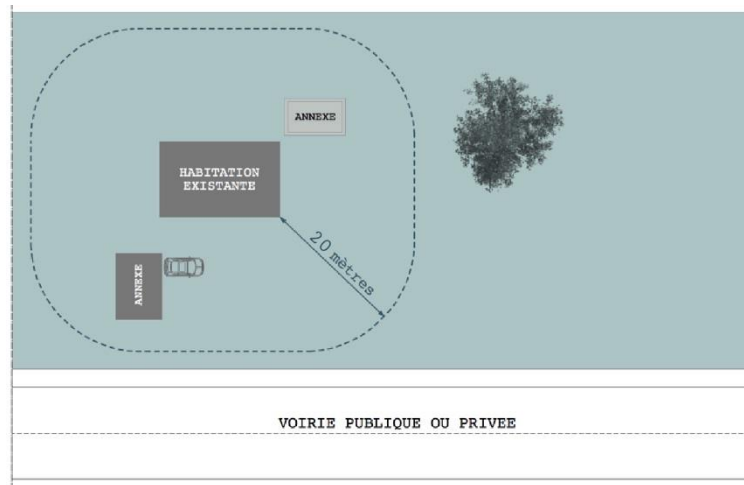 ANNEXE
HABITATION
EXISTANTE
20 mètres
ANNEXE
VOIRIE PUBLIQUE OU PRIVEE